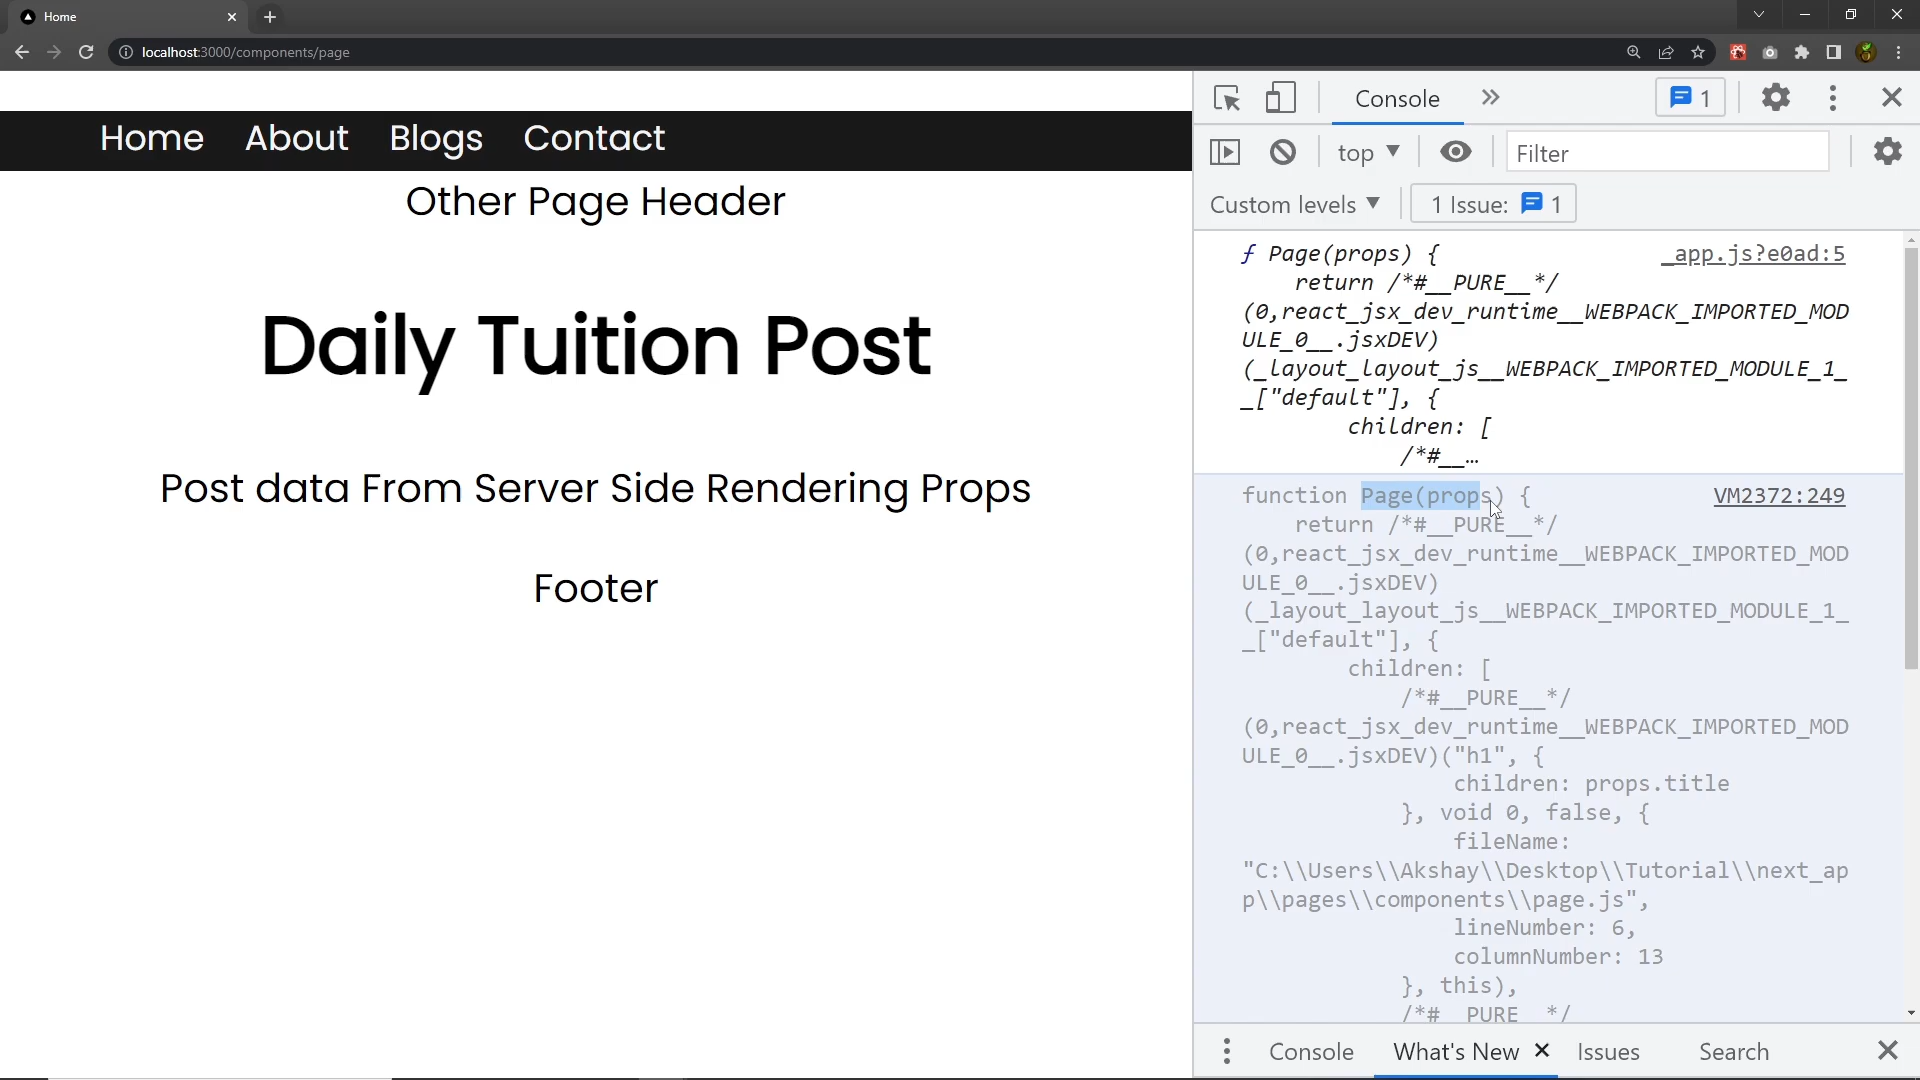 Home
localhost:3000/components/page
Home About Blogs Contact
Other Page Header
Daily Tuition Post
Post data From Server Side Rendering Props
Footer
Console 1
top Filter
Custom levels 1 Issue: 1
ƒ Page(props) { _app.js?e0ad:5
return /*#__PURE__*/
(0,react_jsx_dev_runtime__WEBPACK_IMPORTED_MOD
ULE_0__.jsxDEV)
(_layout_layout_js__WEBPACK_IMPORTED_MODULE_1_
_["default"], {
children: [
/*#__…
function Page(props) { VM2372:249
return /*#__PURE__*/
(0,react_jsx_dev_runtime__WEBPACK_IMPORTED_MOD
ULE_0__.jsxDEV)
(_layout_layout_js__WEBPACK_IMPORTED_MODULE_1_
_["default"], {
children: [
/*#__PURE__*/
(0,react_jsx_dev_runtime__WEBPACK_IMPORTED_MOD
ULE_0__.jsxDEV)("h1", {
children: props.title
}, void 0, false, {
fileName:
"C:\\Users\\Akshay\\Desktop\\Tutorial\\next_ap
p\\pages\\components\\page.js",
lineNumber: 6,
columnNumber: 13
}, this),
/*#__PURE__*/
Console What's New Issues Search